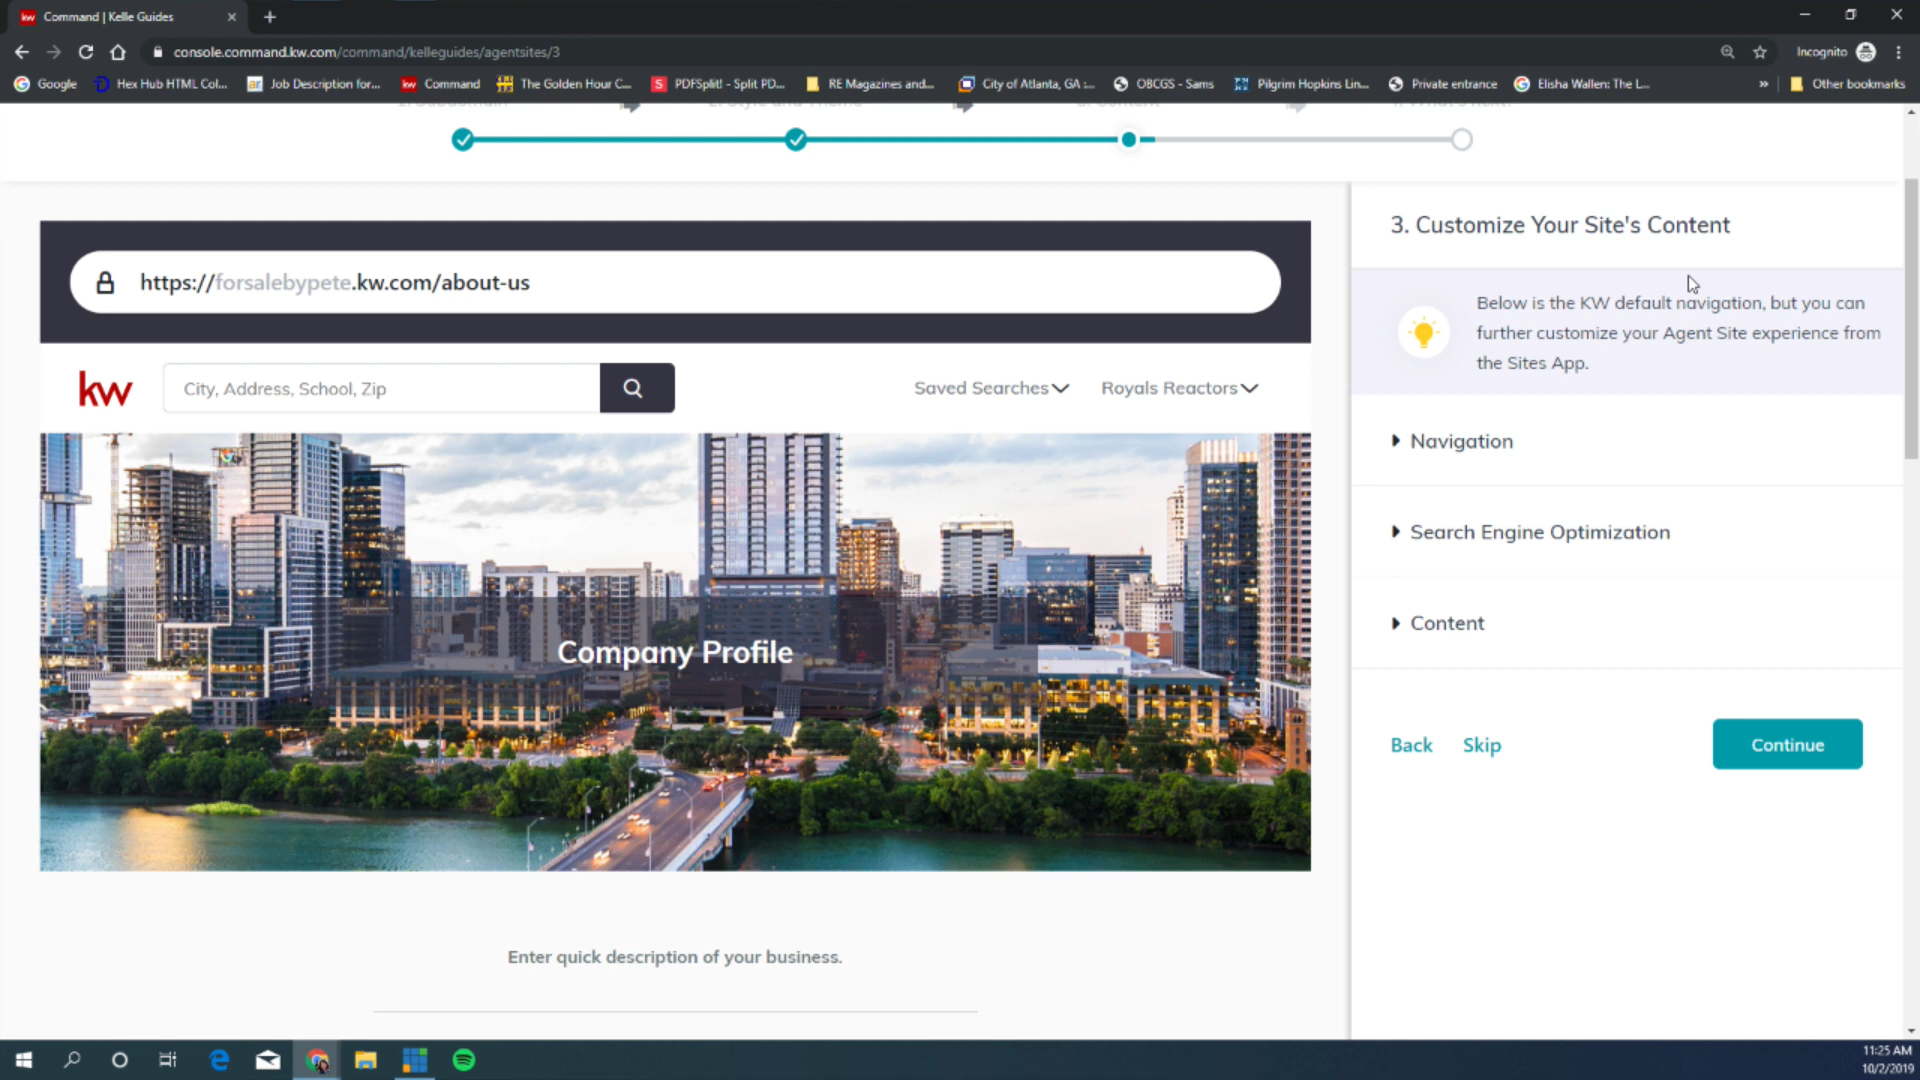 kw Command | Kelle Guides
console.command.kw.com/command/kelleguides/agentsites/3
Incognito
Google
Hex Hub HTML Col...
ar Job Description for...
kw Command
The Golden Hour C...
S PDFSplit! - Split PD...
RE Magazines and...
City of Atlanta, GA :...
OBCGS - Sams
Pilgrim Hopkins Lin...
Private entrance
Elisha Wallen: The L...
»
Other bookmarks
3. Customize Your Site's Content
https://forsalebypete.kw.com/about-us
Below is the KW default navigation, but you can
further customize your Agent Site experience from
the Sites App.
kw
City, Address, School, Zip
Saved Searches
Royals Reactors
Navigation
Search Engine Optimization
Content
Company Profile
Back
Skip
Continue
Enter quick description of your business.
11:25 AM
10/2/2019